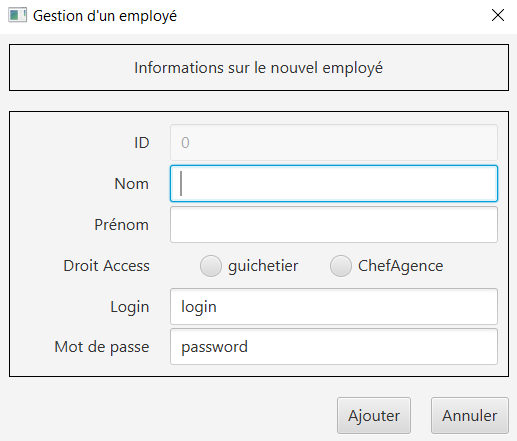 Gestion d'un employé
Informations sur le nouvel employé
ID 0
Nom
Prénom
Droit Access guichetier ChefAgence
Login login
Mot de passe password
Ajouter Annuler